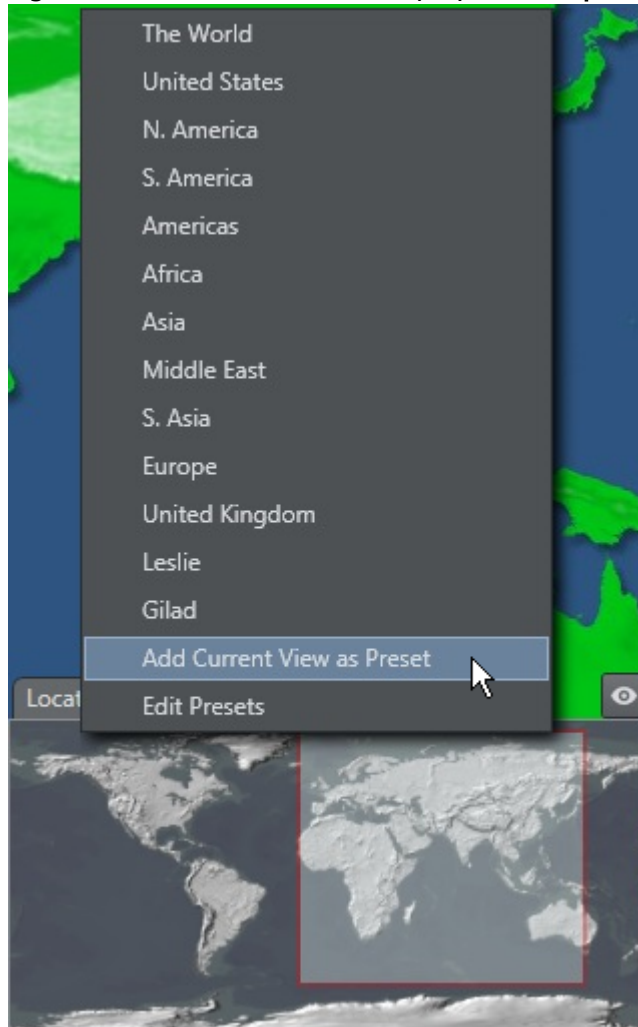 The World
United States
N. America
S. America
Americas
Africa
Asia
Middle East
S. Asia
Europe
United Kingdom
Leslie
Gilad
Add Current View as Preset
Locat
Edit Presets